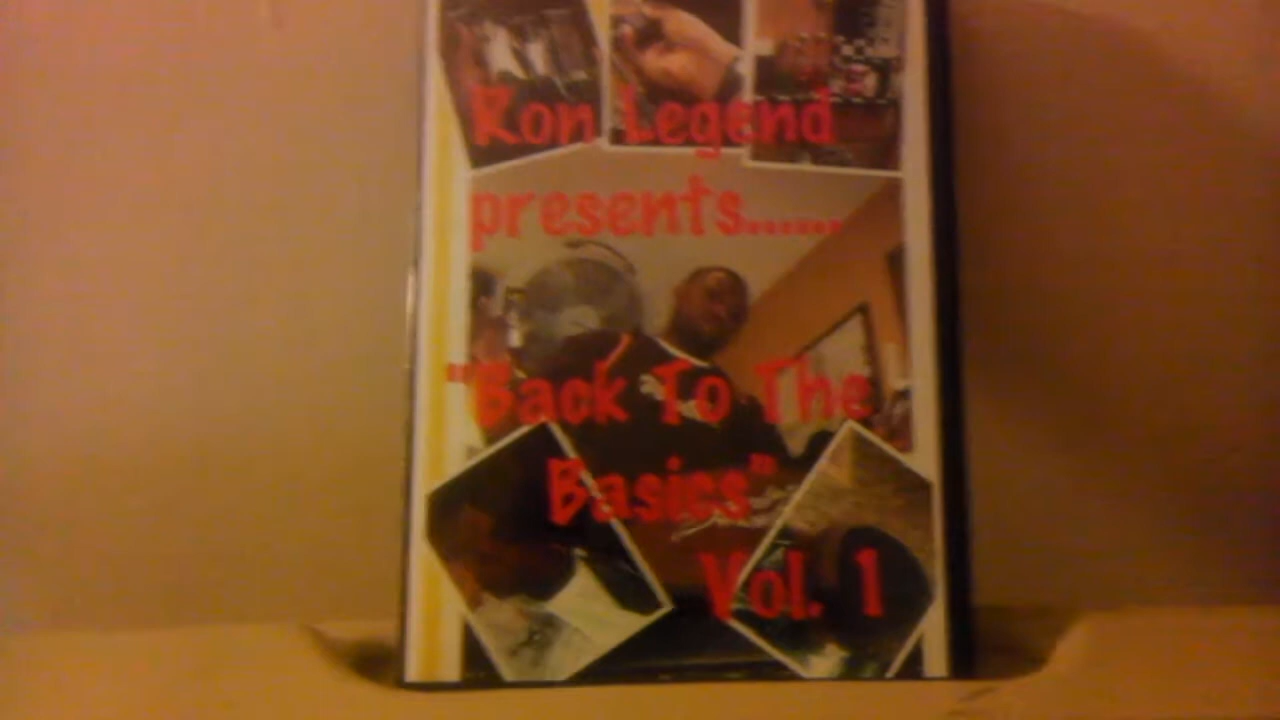 Ron Legend
presents......
"Back To The
Basics"
Vol. 1